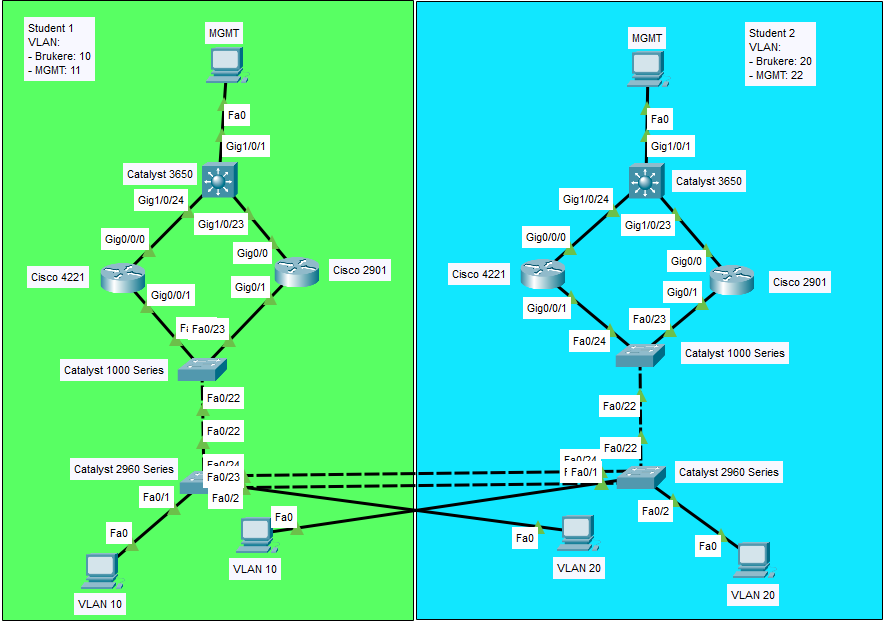 Student 1
VLAN:
- Brukere: 10
- MGMT: 11
MGMT
Fa0
Gig1/0/1
Catalyst 3650
Gig1/0/24
Gig1/0/23
Gig0/0/0
Gig0/0
Cisco 4221
Cisco 2901
Gig0/0/1
Gig0/1
Fa0/23
Catalyst 1000 Series
Fa0/22
Fa0/22
Catalyst 2960 Series
Fa0/24
Fa0/23
Fa0/1
Fa0/2
Fa0
Fa0
VLAN 10
VLAN 10
Student 2
VLAN:
- Brukere: 20
- MGMT: 22
MGMT
Fa0
Gig1/0/1
Catalyst 3650
Gig1/0/24
Gig1/0/23
Gig0/0/0
Gig0/0
Cisco 4221
Cisco 2901
Gig0/0/1
Gig0/1
Fa0/23
Fa0/24
Catalyst 1000 Series
Fa0/22
Fa0/22
Fa0/24
Fa0/1
Catalyst 2960 Series
Fa0/2
Fa0
Fa0
VLAN 20
VLAN 20